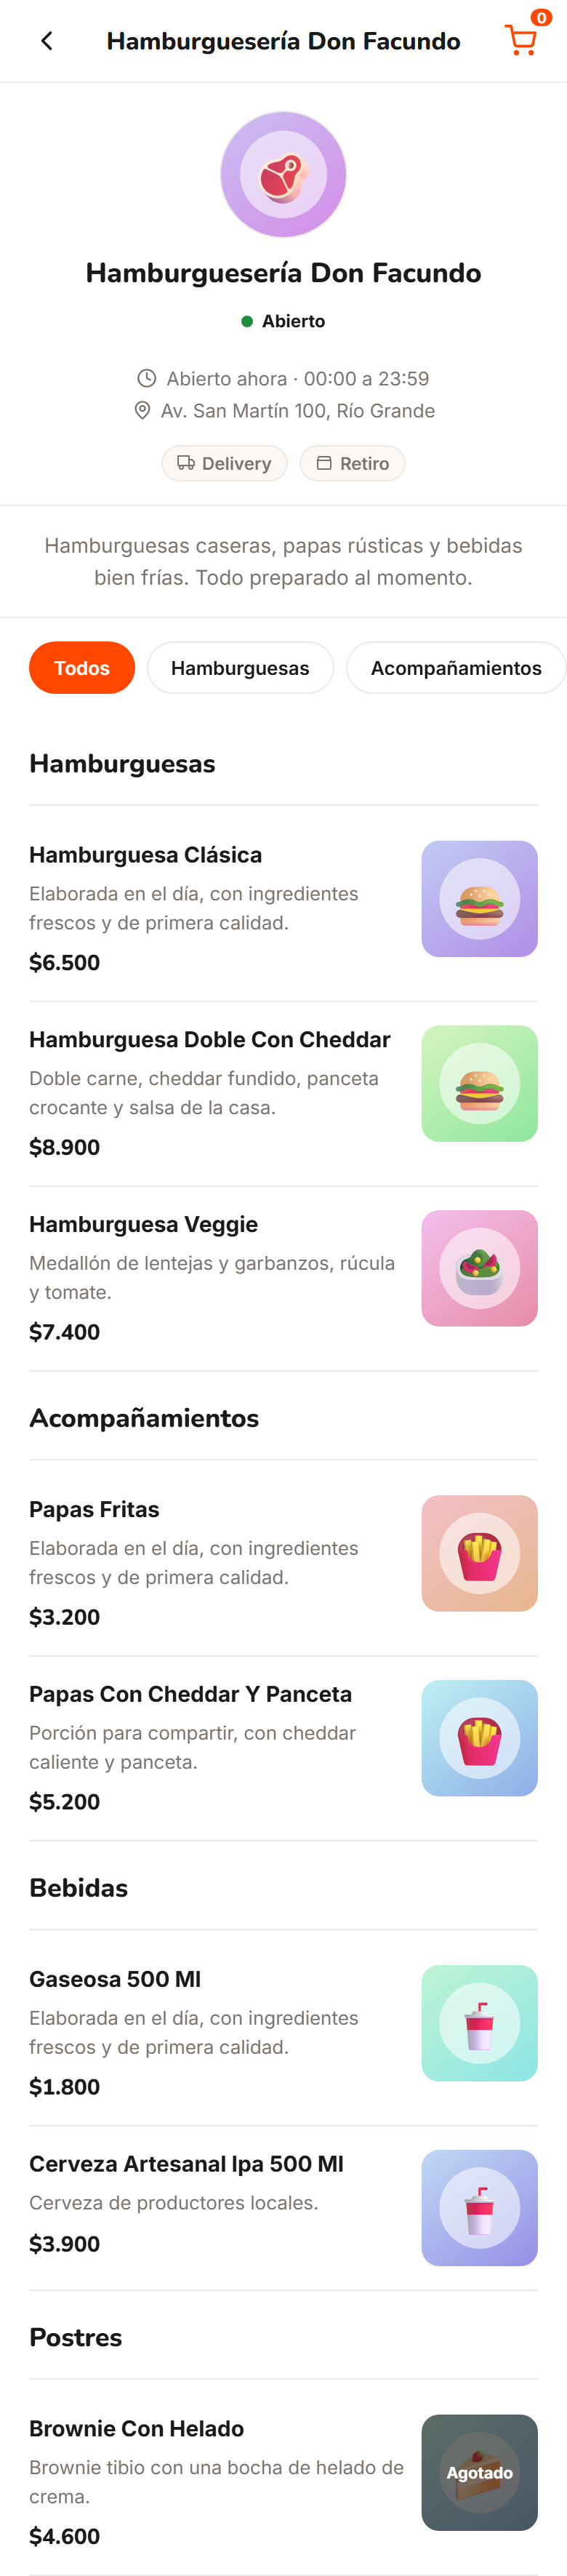 Hamburguesería Don Facundo
0
Hamburguesería Don Facundo
Abierto
Abierto ahora · 00:00 a 23:59
Av. San Martín 100, Río Grande
Delivery
Retiro
Hamburguesas caseras, papas rústicas y bebidas
bien frías. Todo preparado al momento.
Todos
Hamburguesas
Acompañamientos
Hamburguesas
Hamburguesa Clásica
Elaborada en el día, con ingredientes
frescos y de primera calidad.
$6.500
Hamburguesa Doble Con Cheddar
Doble carne, cheddar fundido, panceta
crocante y salsa de la casa.
$8.900
Hamburguesa Veggie
Medallón de lentejas y garbanzos, rúcula
y tomate.
$7.400
Acompañamientos
Papas Fritas
Elaborada en el día, con ingredientes
frescos y de primera calidad.
$3.200
Papas Con Cheddar Y Panceta
Porción para compartir, con cheddar
caliente y panceta.
$5.200
Bebidas
Gaseosa 500 Ml
Elaborada en el día, con ingredientes
frescos y de primera calidad.
$1.800
Cerveza Artesanal Ipa 500 Ml
Cerveza de productores locales.
$3.900
Postres
Brownie Con Helado
Brownie tibio con una bocha de helado de
crema.
$4.600
Agotado